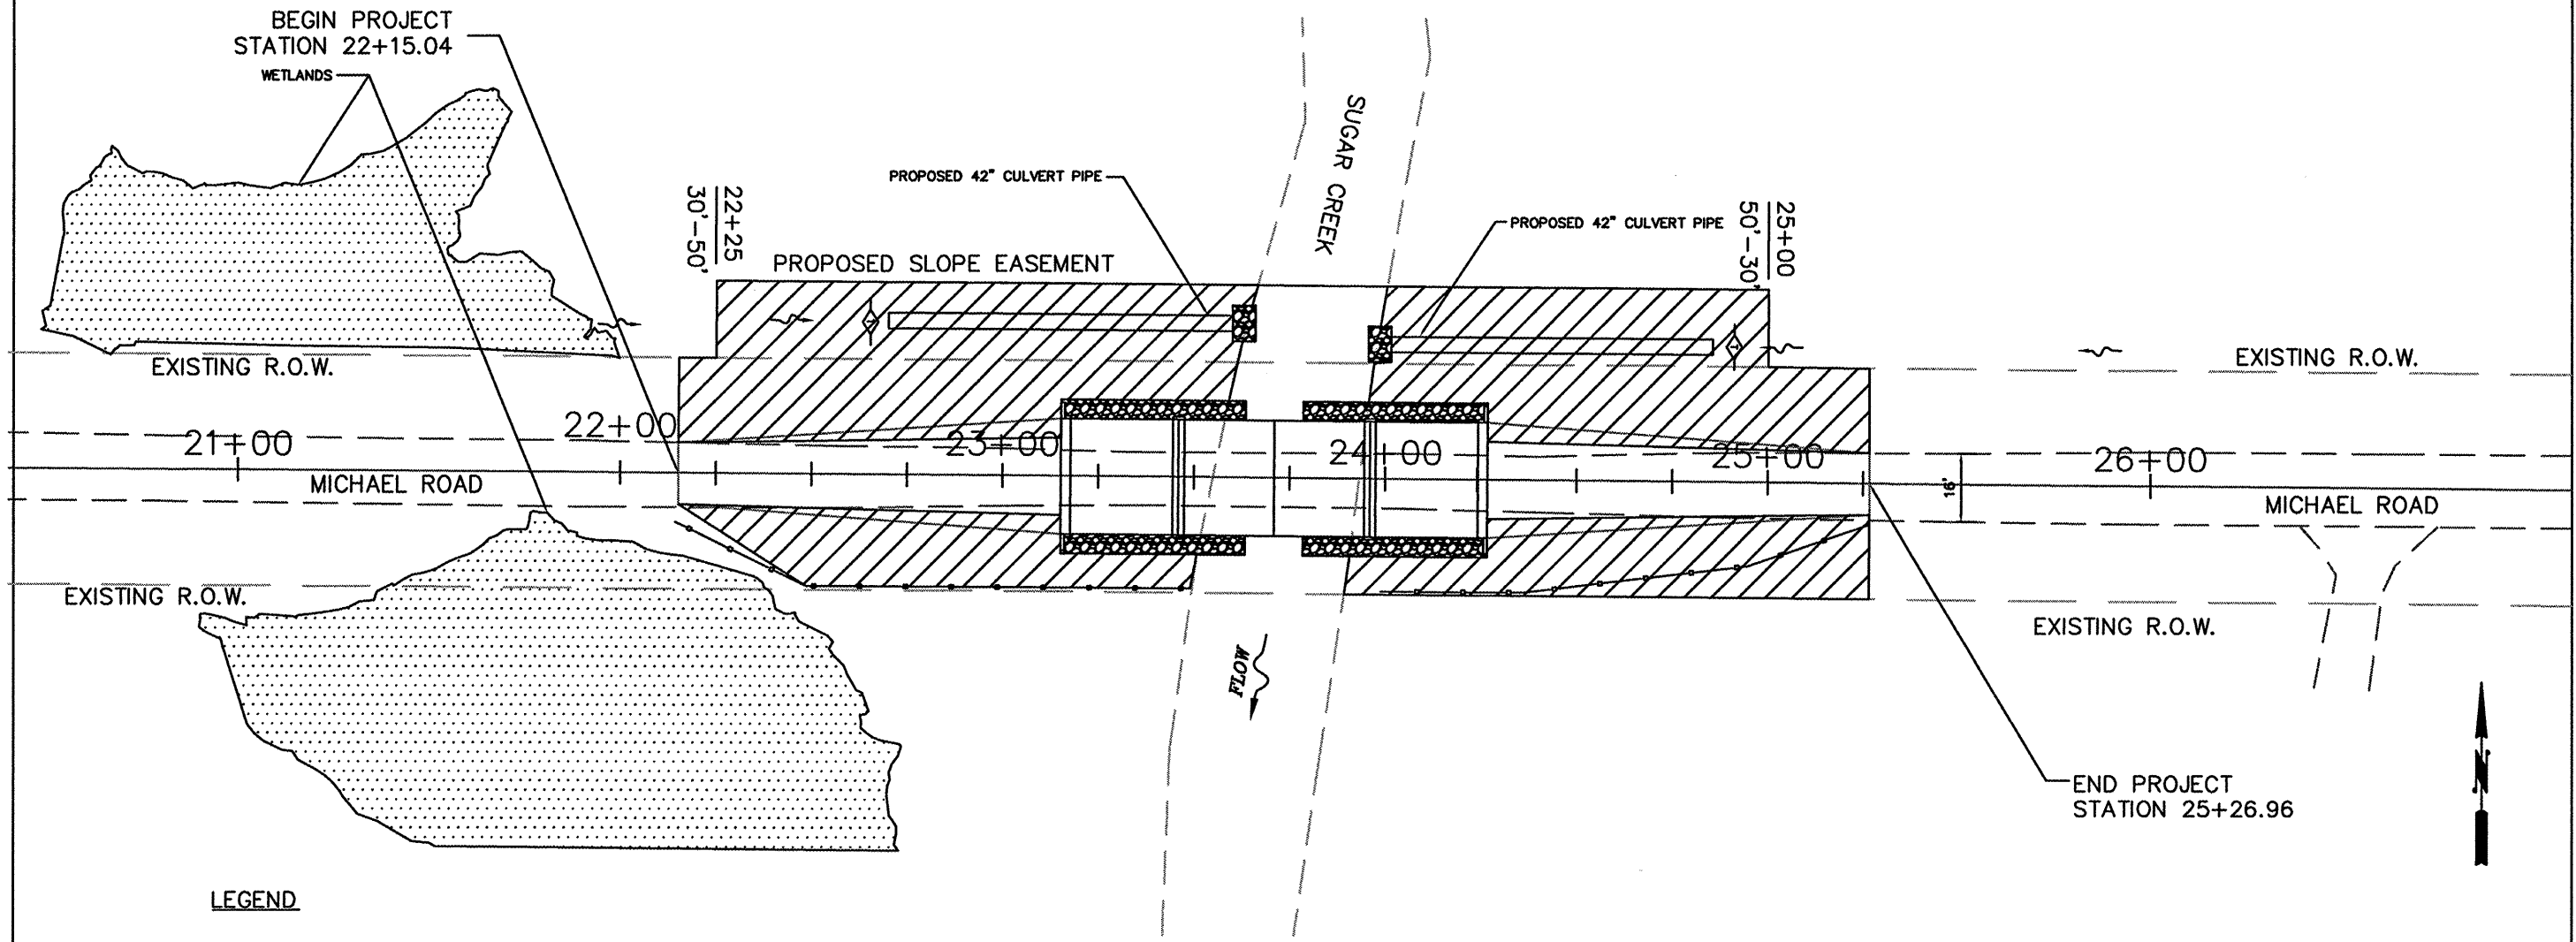 BEGIN PROJECT
STATION 22+15.04
WETLANDS
SUGAR CREEK
PROPOSED 42" CULVERT PIPE
22+25
30'-50'
PROPOSED 42" CULVERT PIPE
25+00
50'-30'
PROPOSED SLOPE EASEMENT
EXISTING R.O.W.
EXISTING R.O.W.
21+00
22+00
23+00
24+00
25+00
26+00
MICHAEL ROAD
16'
MICHAEL ROAD
EXISTING R.O.W.
EXISTING R.O.W.
FLOW
N
END PROJECT
STATION 25+26.96
LEGEND